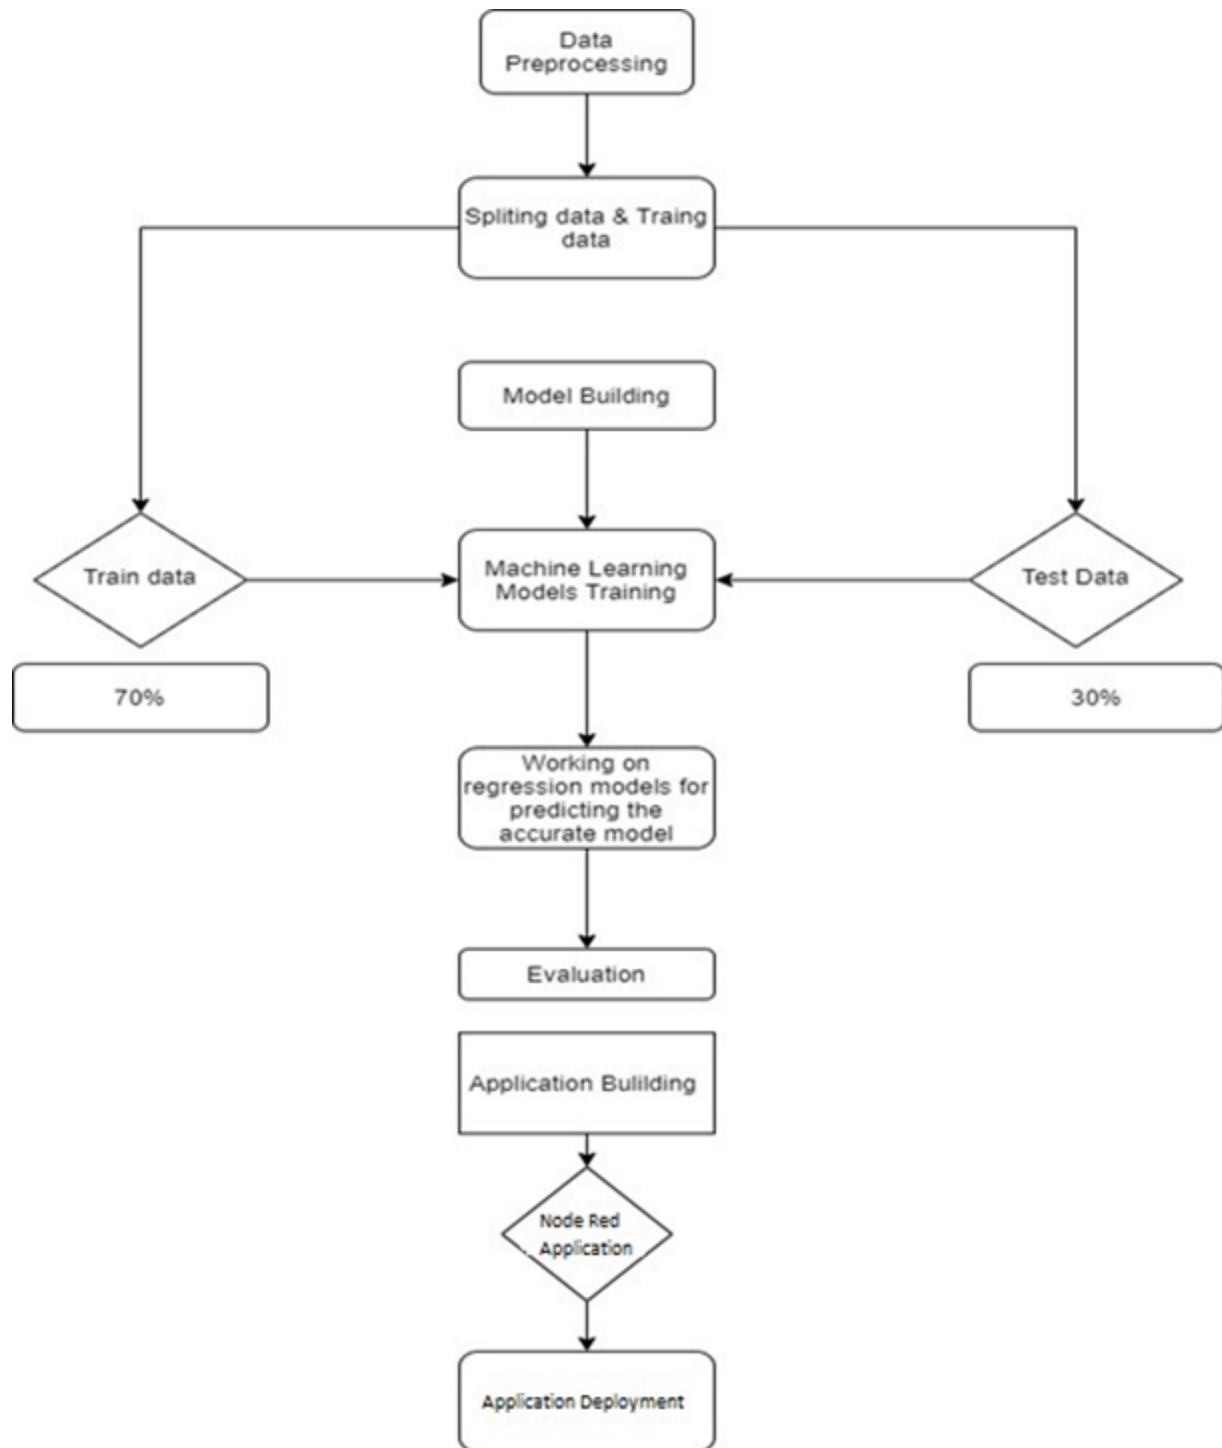 Data
Preprocessing
Spliting data & Traing
data
Model Building
Train data
Machine Learning
Models Training
Test Data
70%
30%
Working on
regression models for
predicting the
accurate model
Evaluation
Application Bulilding
Node Red
Application
Application Deployment